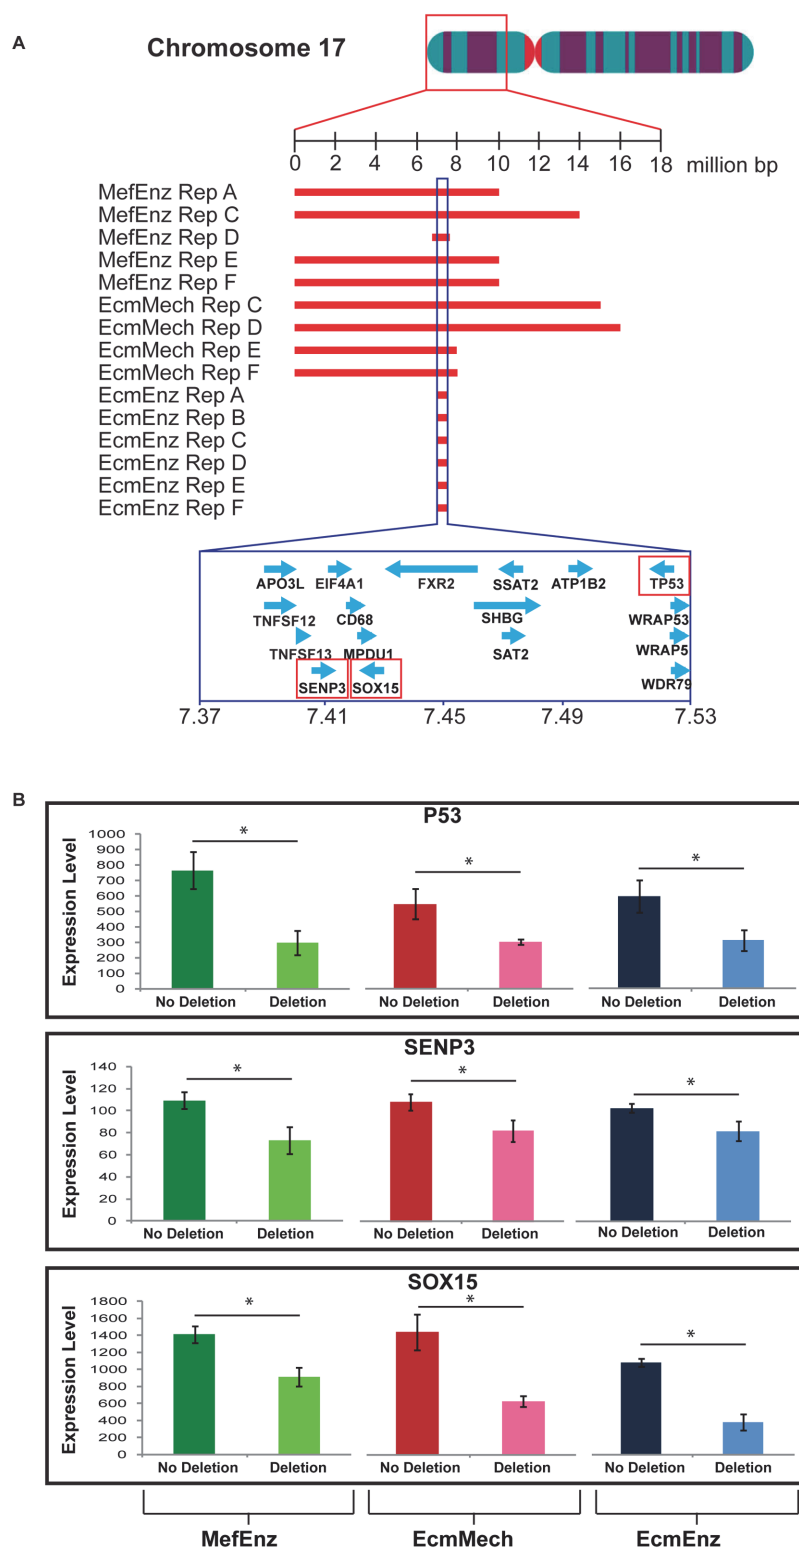 A
Chromosome 17
0 2 4 6 8 10 12 14 16 18 million bp
MefEnz Rep A
MefEnz Rep C
MefEnz Rep D
MefEnz Rep E
MefEnz Rep F
EcmMech Rep C
EcmMech Rep D
EcmMech Rep E
EcmMech Rep F
EcmEnz Rep A
EcmEnz Rep B
EcmEnz Rep C
EcmEnz Rep D
EcmEnz Rep E
EcmEnz Rep F
APO3L EIF4A1 FXR2 SSAT2 ATP1B2 TP53
TNFSF12 CD68 SHBG WRAP53
TNFSF13 MPDU1 SAT2 WRAP5
SENP3 SOX15 WDR79
7.37 7.41 7.45 7.49 7.53
B
P53
Expression Level
1000
900
800
700
600
500
400
300
200
100
0
* * *
No Deletion Deletion No Deletion Deletion No Deletion Deletion
SENP3
Expression Level
140
120
100
80
60
40
20
0
* * *
No Deletion Deletion No Deletion Deletion No Deletion Deletion
SOX15
Expression Level
1800
1600
1400
1200
1000
800
600
400
200
0
* * *
No Deletion Deletion No Deletion Deletion No Deletion Deletion
MefEnz EcmMech EcmEnz